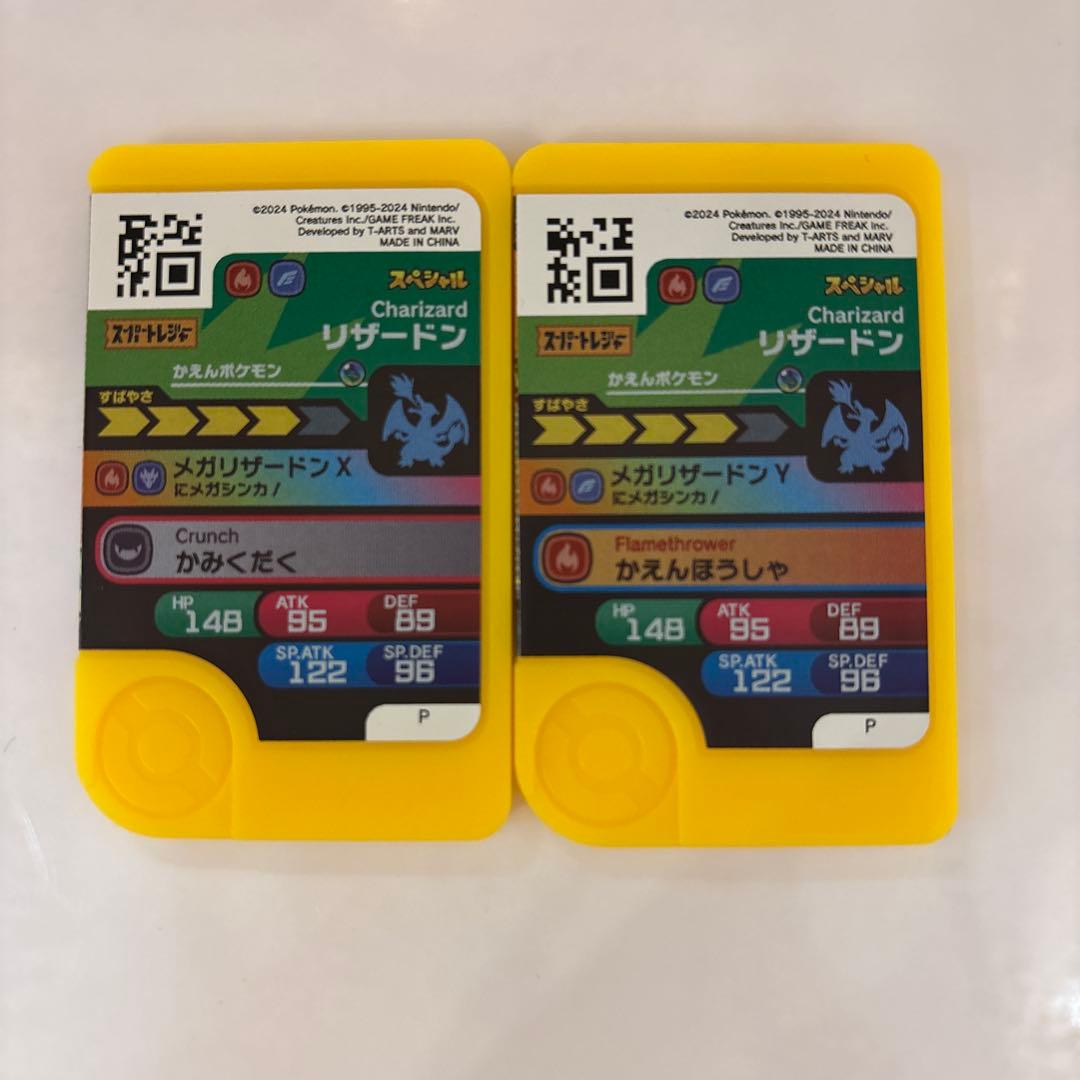 ©2024 Pokémon. ©1995-2024 Nintendo/
Creatures Inc./GAME FREAK Inc.
Developed by T-ARTS and MARV
MADE IN CHINA
スペシャル
Charizard
スーパートレジャー
リザードン
かえんポケモン
すばやさ
メガリザードンX
にメガシンカ!
Crunch
かみくだく
HP 148
ATK 95
DEF 89
SP.ATK 122
SP.DEF 96
P
©2024 Pokémon. ©1995-2024 Nintendo/
Creatures Inc./GAME FREAK Inc.
Developed by T-ARTS and MARV
MADE IN CHINA
スペシャル
Charizard
スーパートレジャー
リザードン
かえんポケモン
すばやさ
メガリザードンY
にメガシンカ!
Flamethrower
かえんほうしゃ
HP 148
ATK 95
DEF 89
SP.ATK 122
SP.DEF 96
P